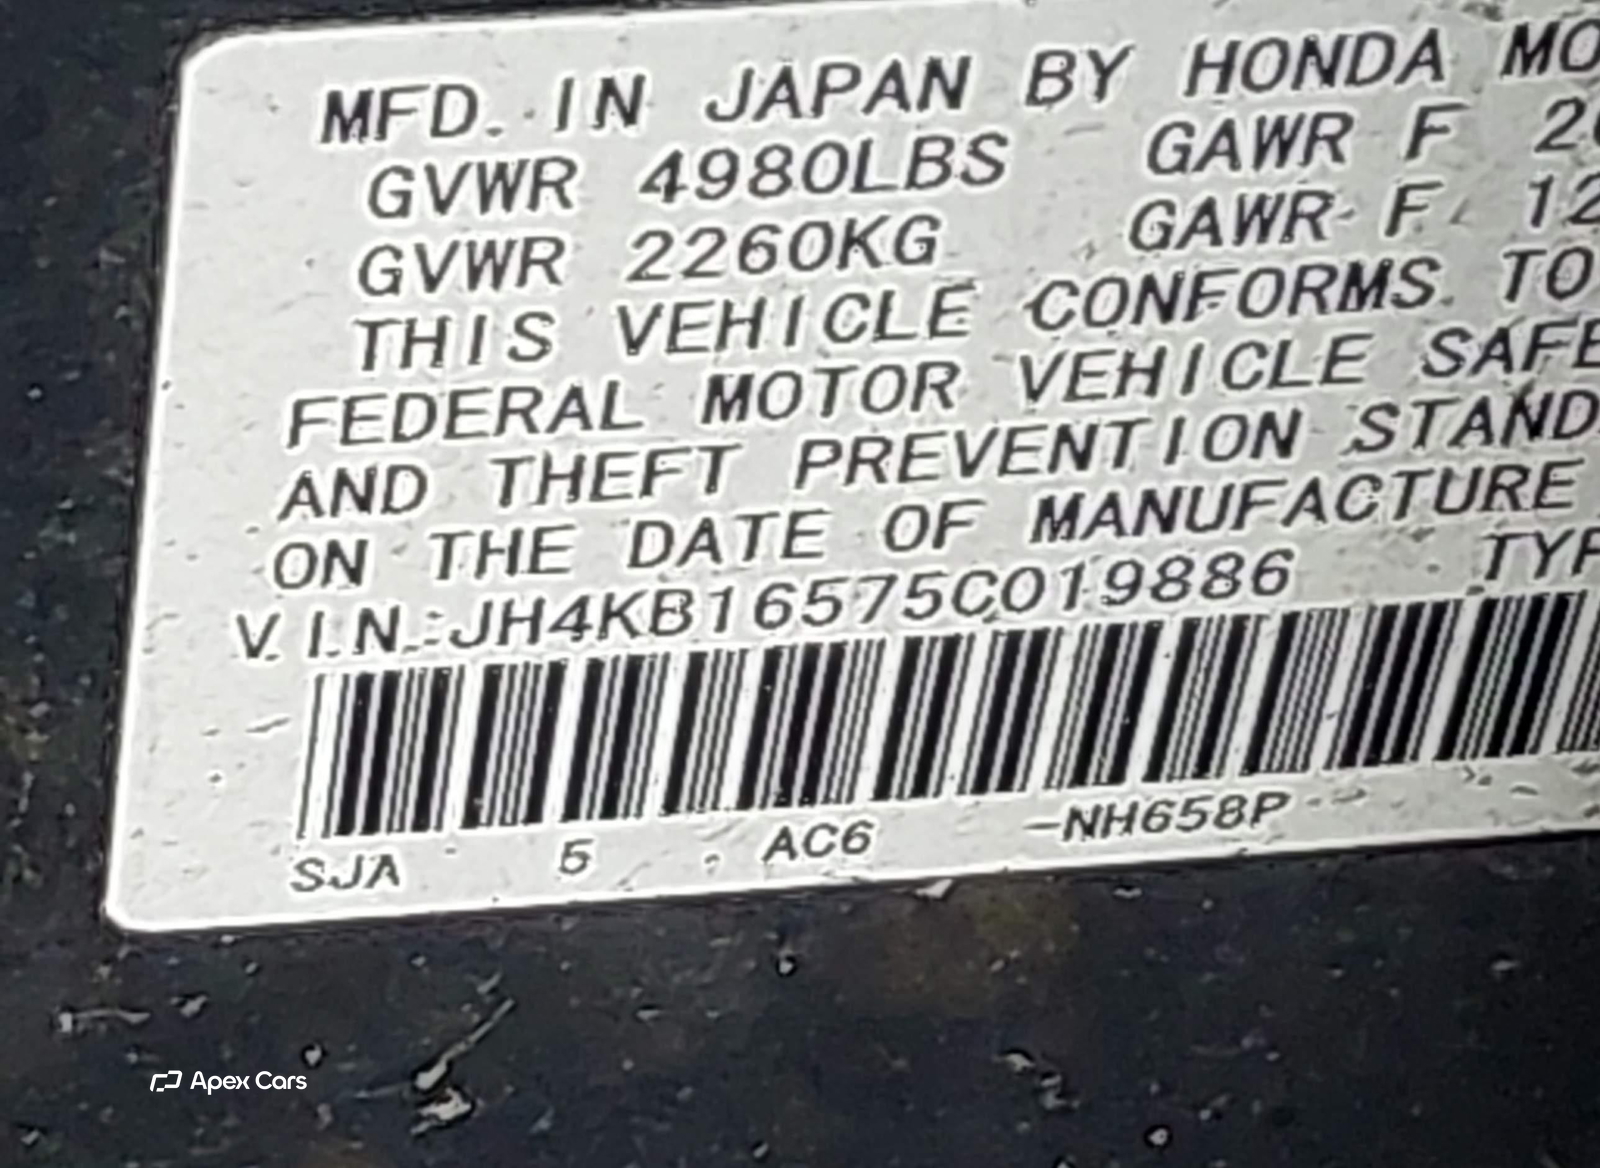 MFD. IN JAPAN BY HONDA MO
GVWR 4980LBS GAWR F 2
GVWR 2260KG GAWR F 12
THIS VEHICLE CONFORMS TO
FEDERAL MOTOR VEHICLE SAFE
AND THEFT PREVENTION STAND
ON THE DATE OF MANUFACTURE
V.I.N.:JH4KB16575C019886 TYP
SJA 5 AC6 -NH658P
Apex Cars